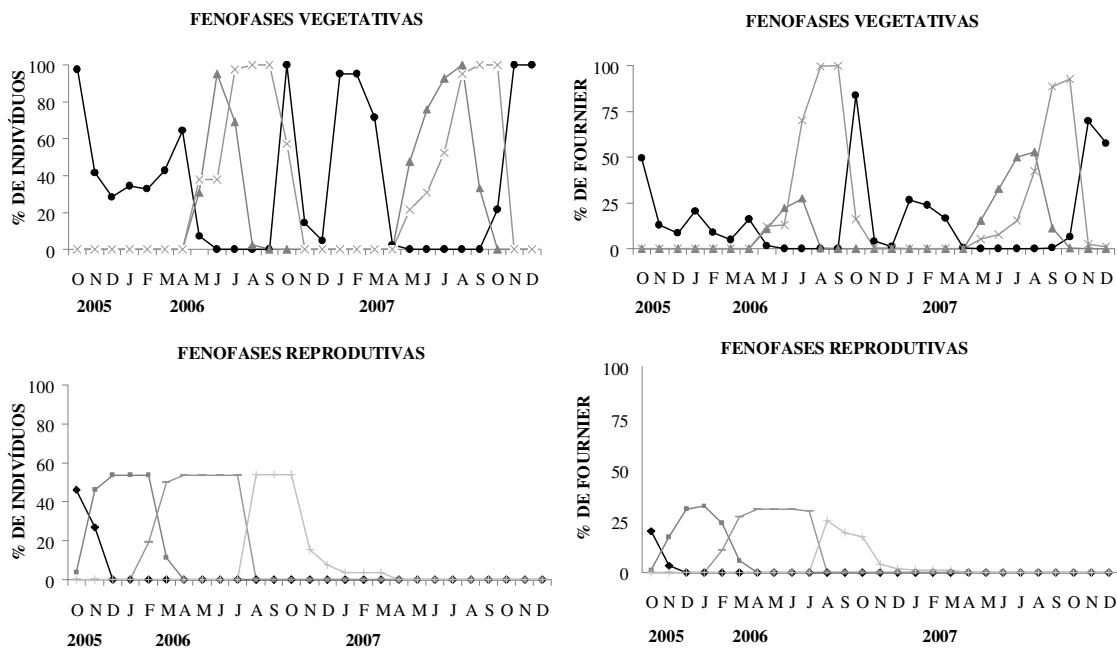 FENOFASES VEGETATIVAS
% DE INDIVÍDUOS
100
80
60
40
20
0
O N D J F M A M J J A S O N D J F M A M J J A S O N D
2005 2006 2007
FENOFASES VEGETATIVAS
% DE FOURNIER
100
75
50
25
0
O N D J F M A M J J A S O N D J F M A M J J A S O N D
2005 2006 2007
FENOFASES REPRODUTIVAS
% DE INDIVÍDUOS
100
80
60
40
20
0
O N D J F M A M J J A S O N D J F M A M J J A S O N D
2005 2006 2007
FENOFASES REPRODUTIVAS
% DE FOURNIER
100
75
50
25
0
O N D J F M A M J J A S O N D J F M A M J J A S O N D
2005 2006 2007